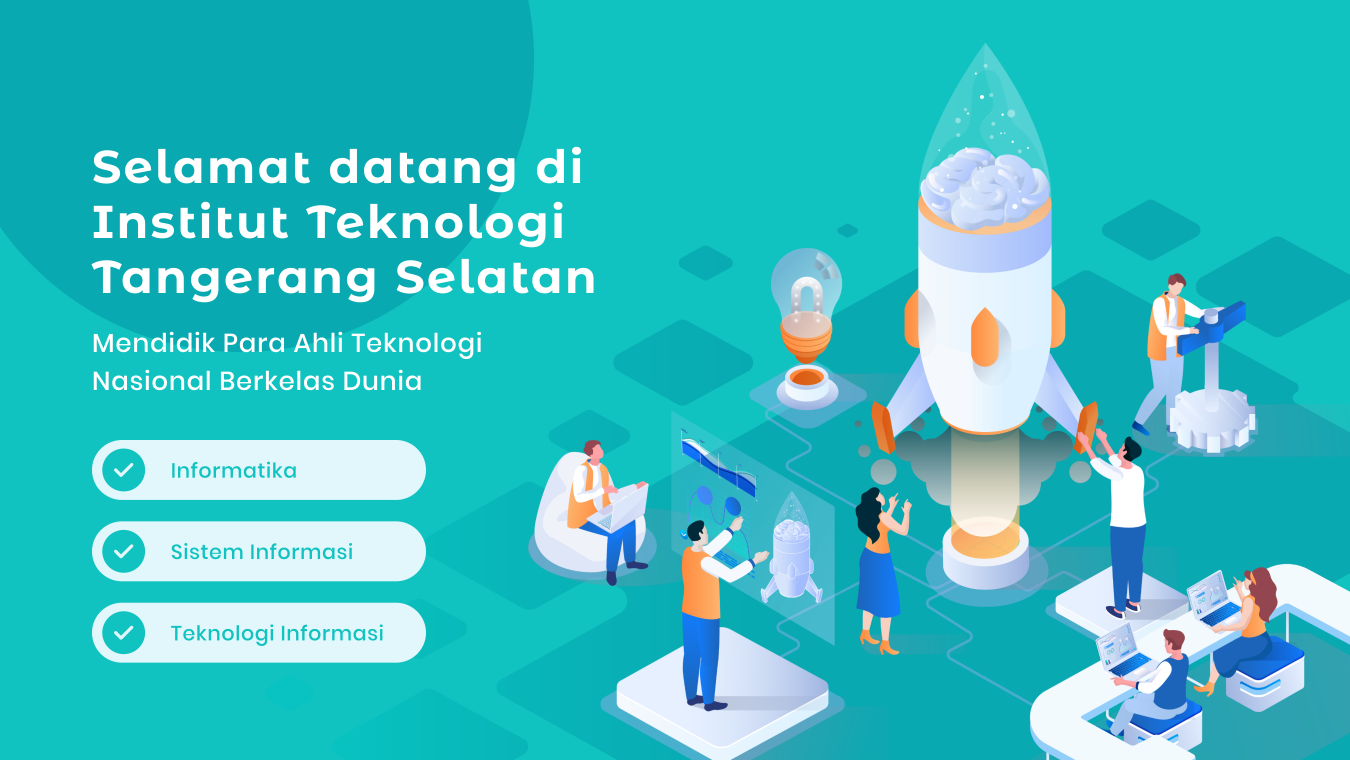 Selamat datang di
Institut Teknologi
Tangerang Selatan
Mendidik Para Ahli Teknologi
Nasional Berkelas Dunia
Informatika
Sistem Informasi
Teknologi Informasi